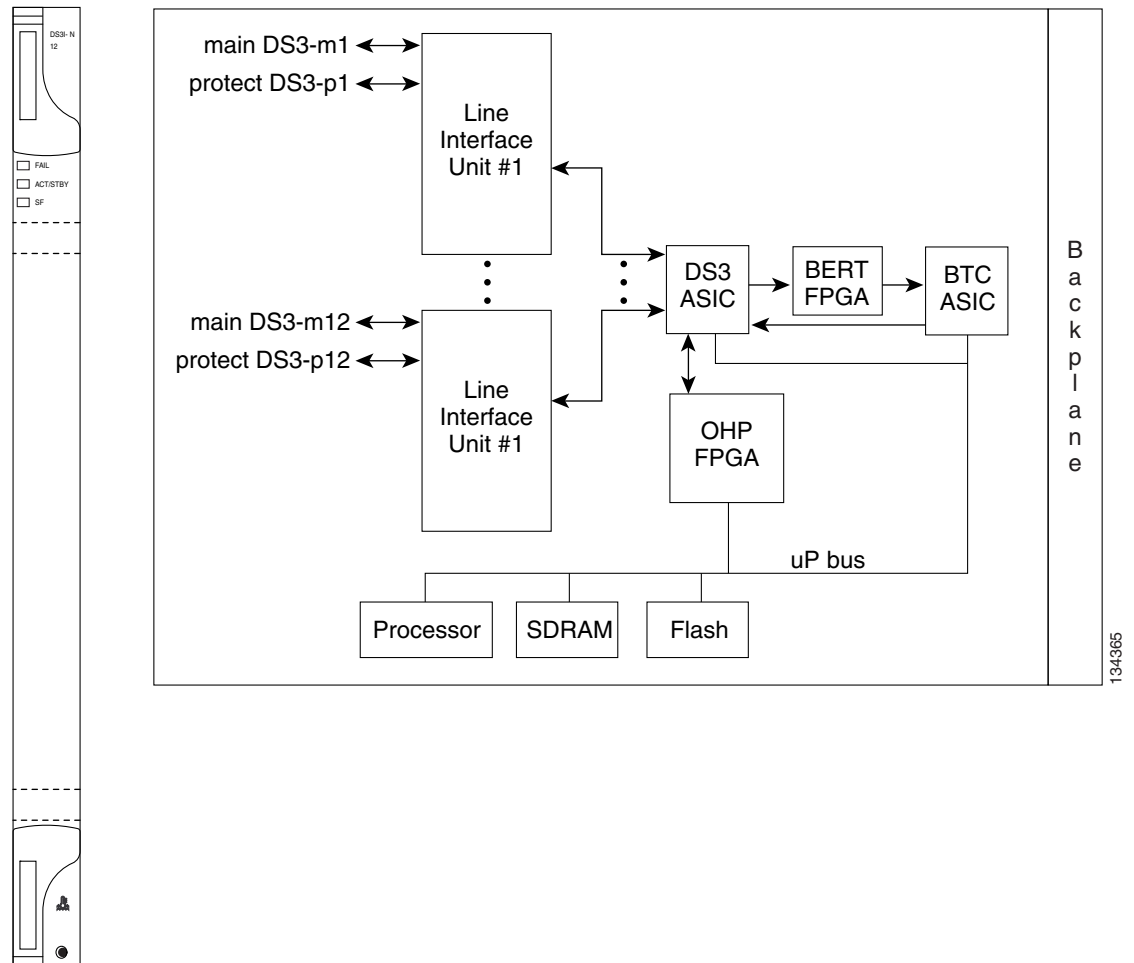 DS3I- N
12
FAIL
ACT/STBY
SF
main DS3-m1
protect DS3-p1
Line
Interface
Unit #1
main DS3-m12
protect DS3-p12
Line
Interface
Unit #1
DS3
ASIC
BERT
FPGA
BTC
ASIC
OHP
FPGA
uP bus
Processor
SDRAM
Flash
B
a
c
k
p
l
a
n
e
134365